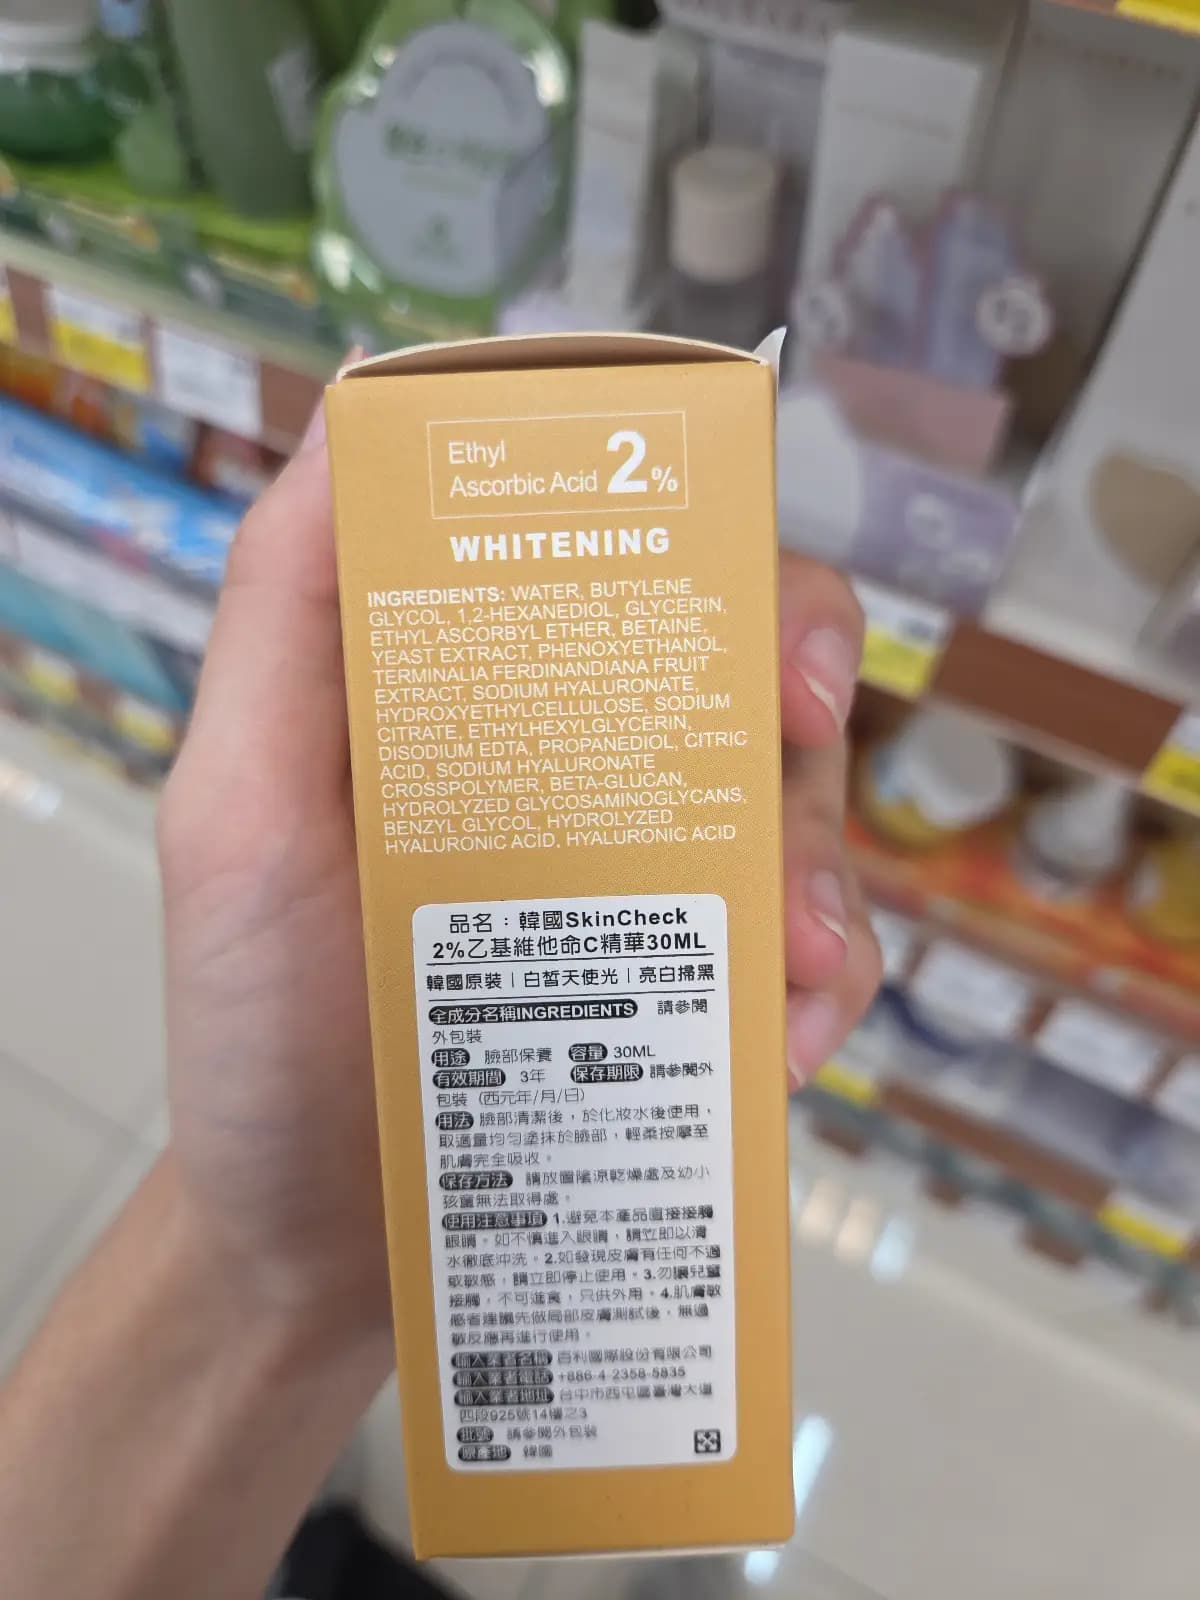 Ethyl
Ascorbic Acid 2%
WHITENING
INGREDIENTS: WATER, BUTYLENE
GLYCOL, 1,2-HEXANEDIOL, GLYCERIN,
ETHYL ASCORBYL ETHER, BETAINE,
YEAST EXTRACT, PHENOXYETHANOL,
TERMINALIA FERDINANDIANA FRUIT
EXTRACT, SODIUM HYALURONATE,
HYDROXYETHYLCELLULOSE, SODIUM
CITRATE, ETHYLHEXYLGLYCERIN,
DISODIUM EDTA, PROPANEDIOL, CITRIC
ACID, SODIUM HYALURONATE
CROSSPOLYMER, BETA-GLUCAN,
HYDROLYZED GLYCOSAMINOGLYCANS,
BENZYL GLYCOL, HYDROLYZED
HYALURONIC ACID, HYALURONIC ACID
品名：韓國SkinCheck
2%乙基維他命C精華30ML
韓國原裝｜白皙天使光｜亮白掃黑
全成分名稱INGREDIENTS 請參閱
外包裝
用途 臉部保養 容量 30ML
有效期間 3年 保存期限 請參閱外
包裝（西元年/月/日）
用法 臉部清潔後，於化妝水後使用，
取適量均勻塗抹於臉部，輕柔按摩至
肌膚完全吸收。
保存方法 請放置陰涼乾燥處及幼小
孩童無法取得處。
使用注意事項 1.避免本產品直接接觸
眼睛。如不慎進入眼睛，請立即以清
水徹底沖洗。2.如發現皮膚有任何不適
或敏感，請立即停止使用。3.勿讓兒童
接觸，不可進食，只供外用。4.肌膚敏
感者建議先做局部皮膚測試後，無過
敏反應再進行使用。
輸入業者名稱 百利國際股份有限公司
輸入業者電話 +886-4-2358-5835
輸入業者地址 台中市西屯區臺灣大道
四段925號14樓之3
批號 請參閱外包裝
原產地 韓國